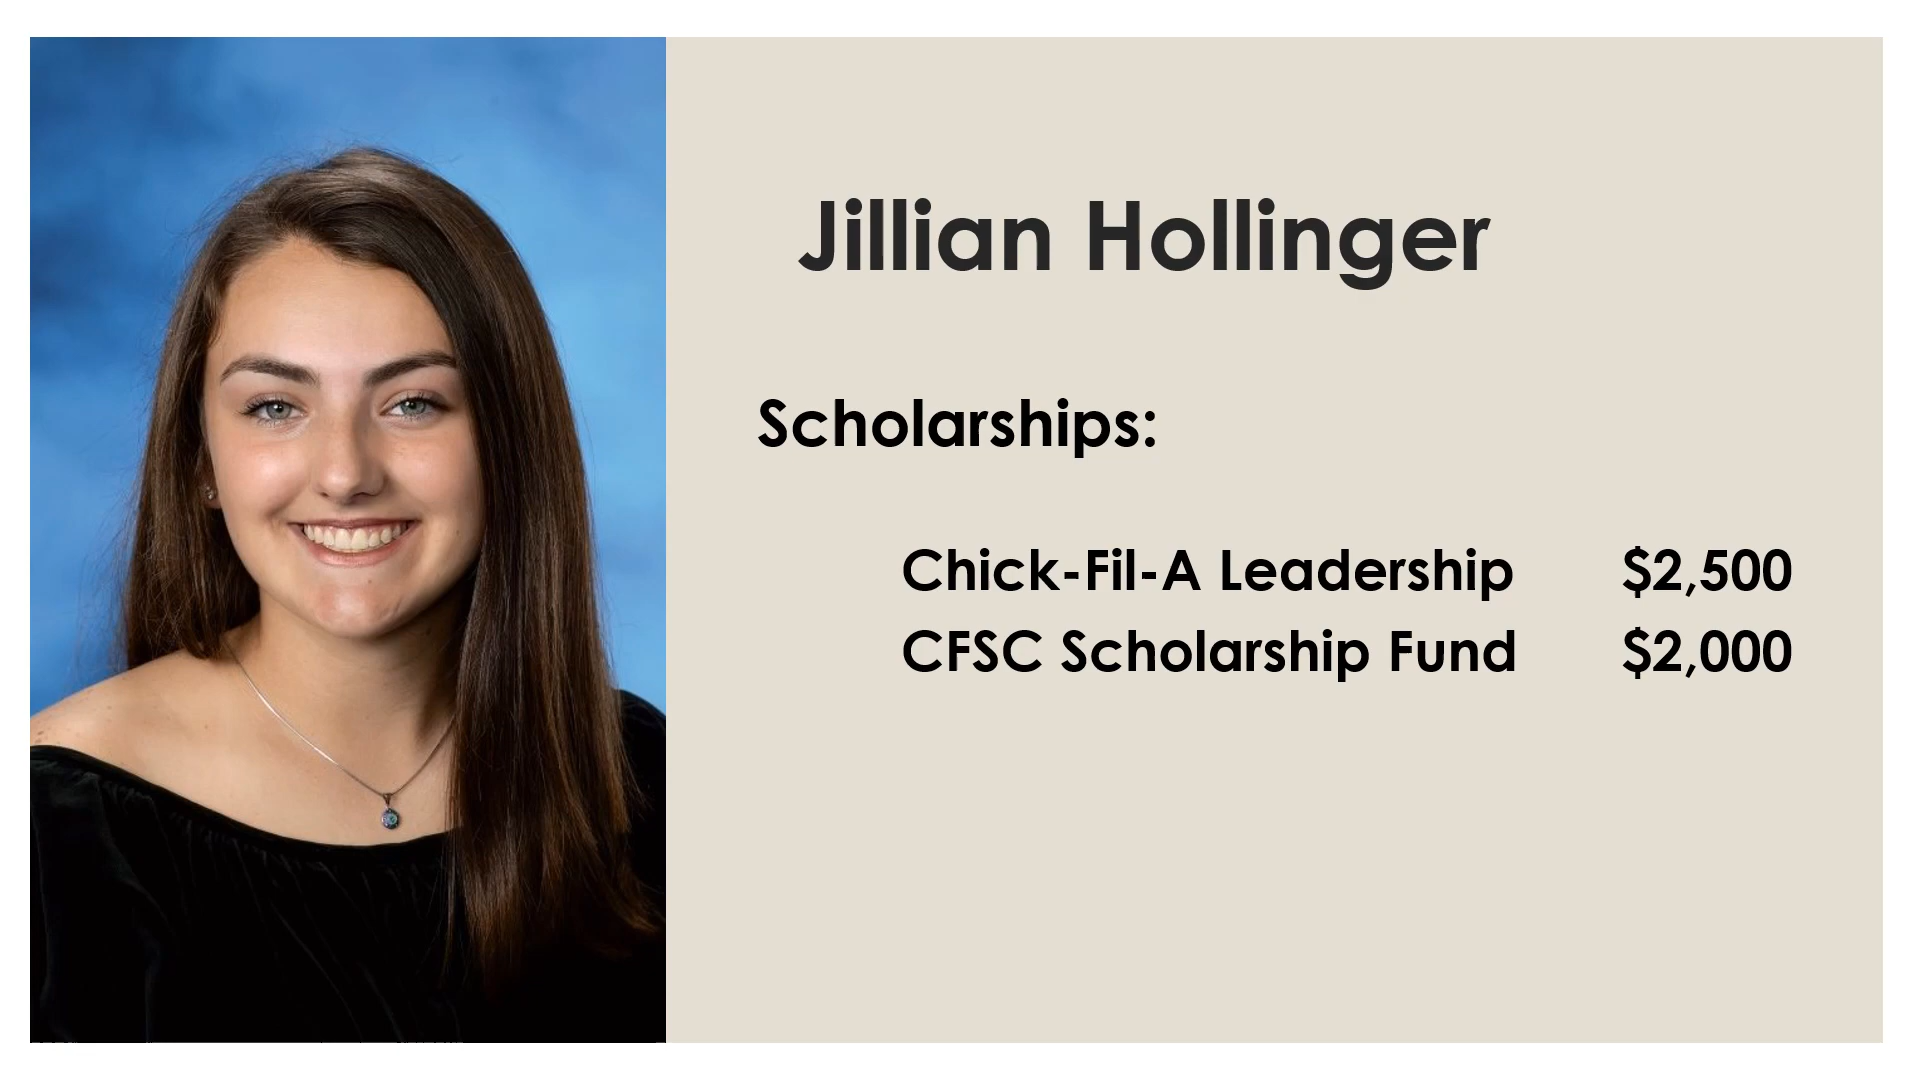 Jillian Hollinger
Scholarships:
Chick-Fil-A Leadership $2,500
CFSC Scholarship Fund $2,000